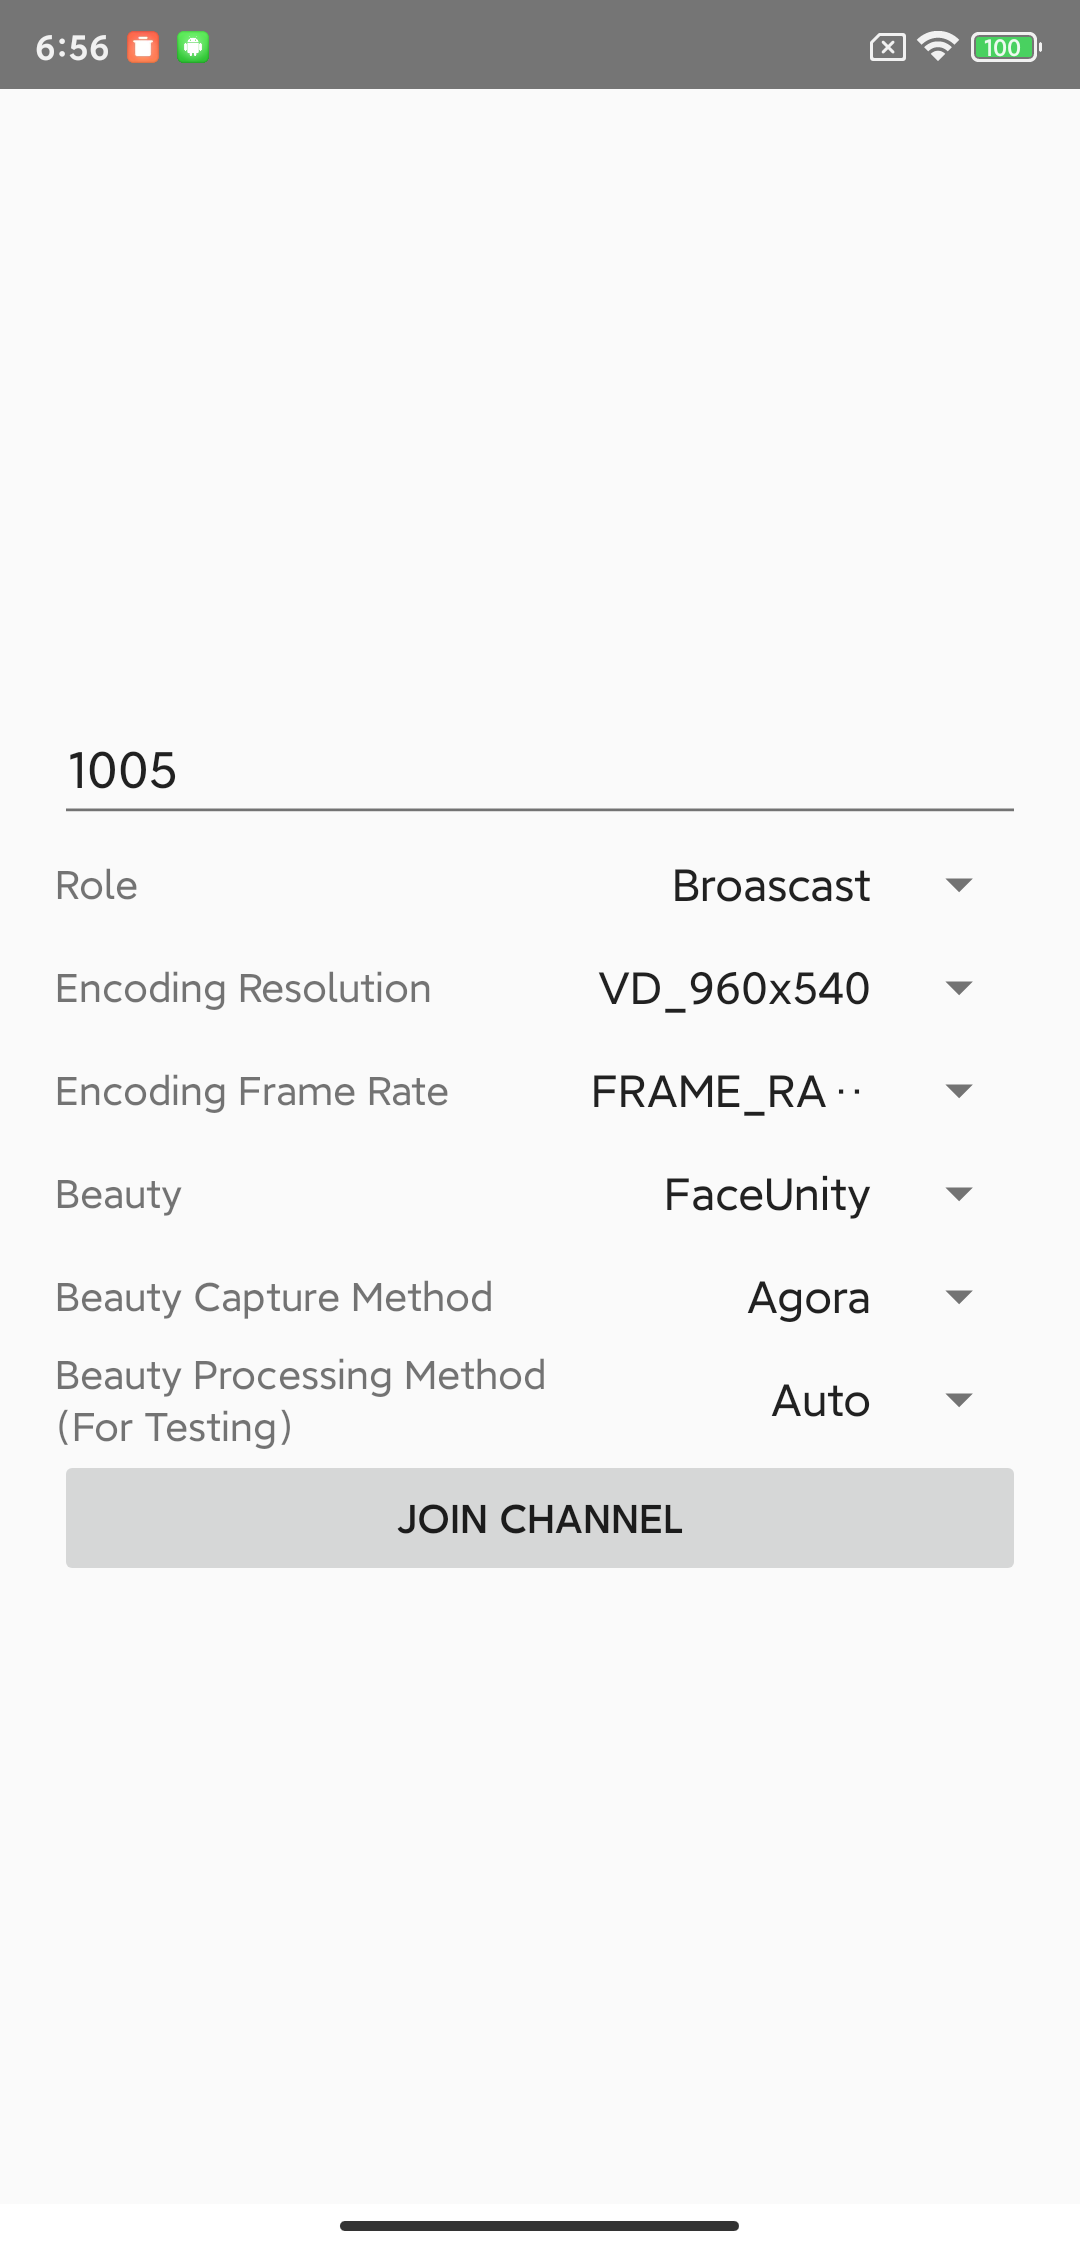 6:56
100
1005
Role Broascast
Encoding Resolution VD_960x540
Encoding Frame Rate FRAME_RA··
Beauty FaceUnity
Beauty Capture Method Agora
Beauty Processing Method
(For Testing) Auto
JOIN CHANNEL